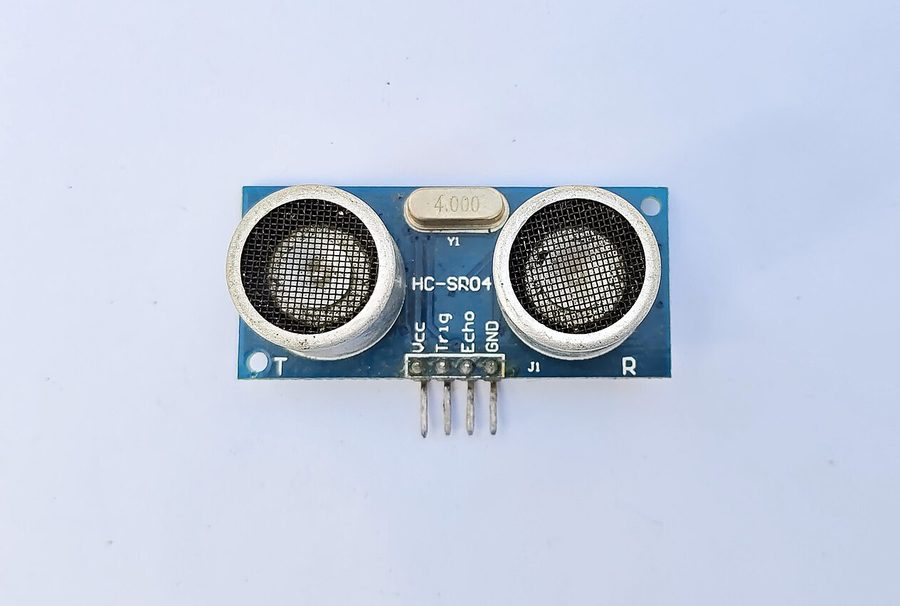 4.000
Y1
HC-SR04
Vcc
Trig
Echo
GND
T
J1
R